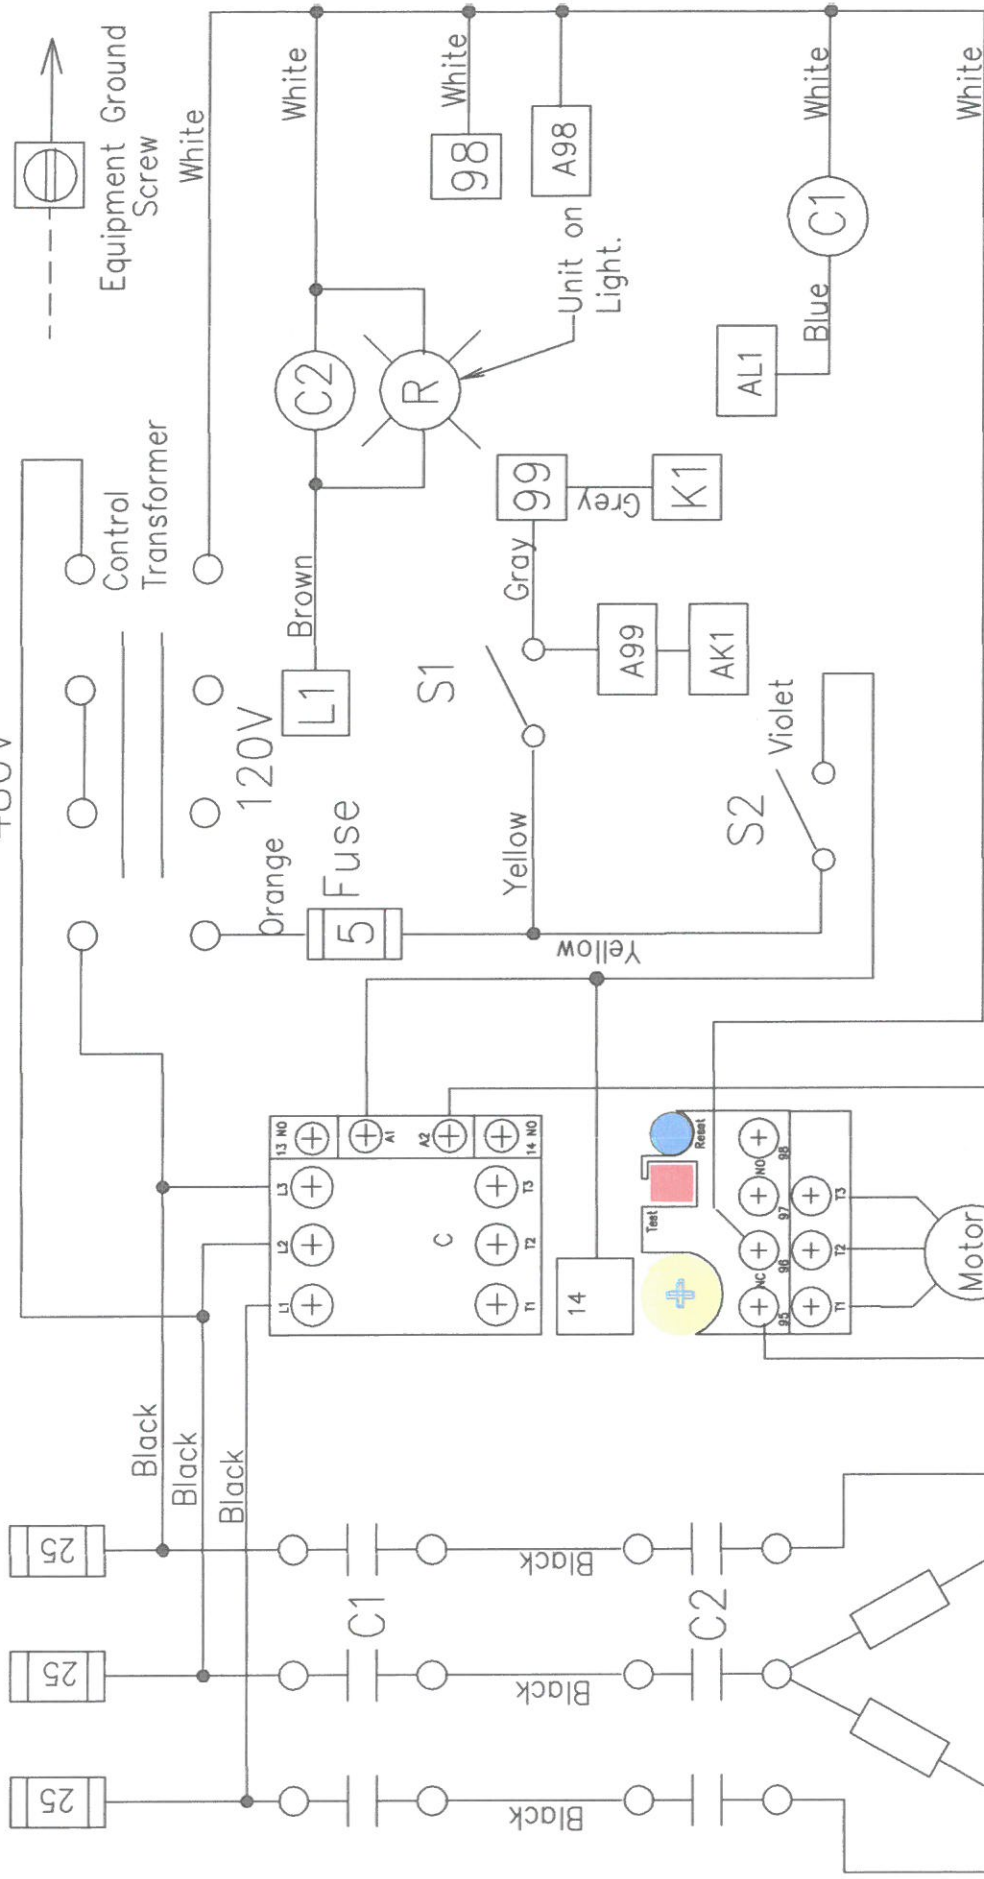 Equipment Ground
Screw
White
White
White
98
A98
Unit on
Light.
White
C1
Blue
AL1
White
Control
Transformer
120V
C2
R
Brown
L1
99
Grey
K1
Gray
A99
AK1
S1
Yellow
Orange
5
Fuse
Yellow
S2
Violet
13 NO
A1
A2
14 NO
L3
L2
L1
C
T3
T2
T1
14
Test
Reset
NO
98
97
NC
96
95
T3
T2
T1
Motor
Black
Black
Black
25
25
25
C1
Black
Black
Black
C2